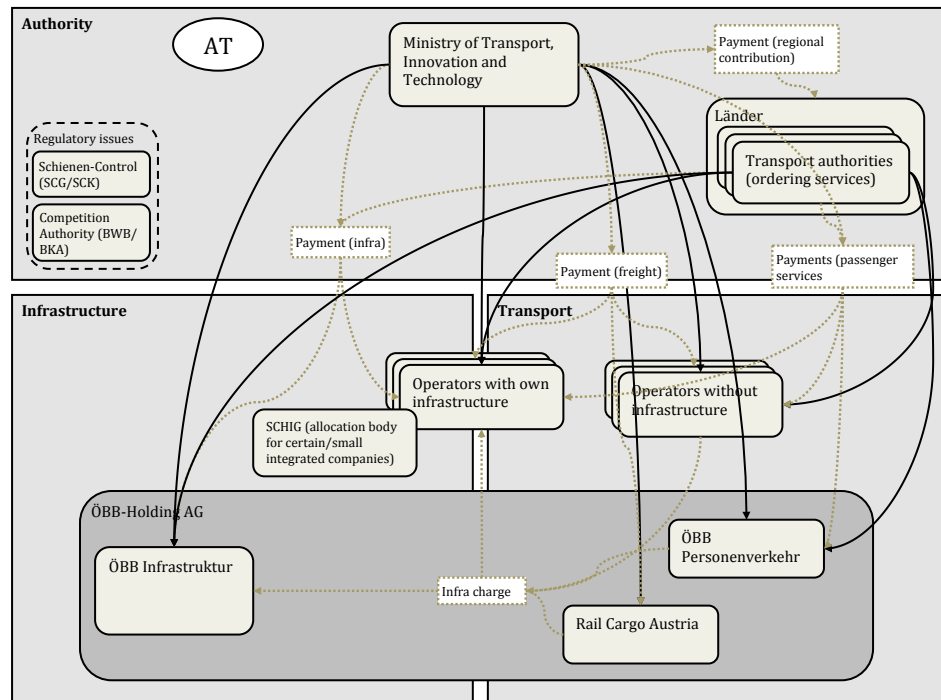 Authority
AT
Ministry of Transport,
Innovation and
Technology
Payment (regional
contribution)
Länder
Transport authorities
(ordering services)
Regulatory issues
Schienen-Control
(SCG/SCK)
Competition
Authority (BWB/
BKA)
Payment (infra)
Payment (freight)
Payments (passenger
services
Infrastructure
Transport
Operators with own
infrastructure
Operators without
infrastructure
SCHIG (allocation body
for certain/small
integrated companies)
ÖBB-Holding AG
ÖBB Infrastruktur
ÖBB
Personenverkehr
Infra charge
Rail Cargo Austria